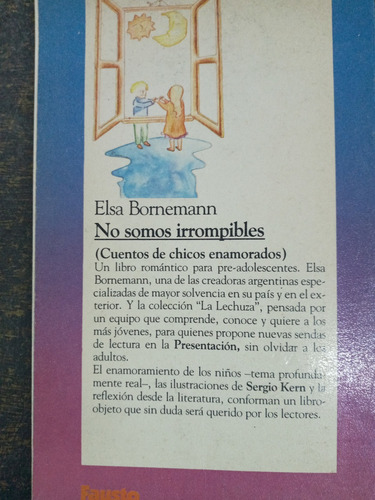 Elsa Bornemann
No somos irrompibles
(Cuentos de chicos enamorados)
Un libro romántico para pre-adolescentes. Elsa
Bornemann, una de las creadoras argentinas espe-
cializadas de mayor solvencia en su país y en el ex-
terior. Y la colección "La Lechuza", pensada por
un equipo que comprende, conoce y quiere a los
más jóvenes, para quienes propone nuevas sendas
de lectura en la Presentación, sin olvidar a los
adultos.
El enamoramiento de los niños –tema profunda-
mente real–, las ilustraciones de Sergio Kern y la
reflexión desde la literatura, conforman un libro-
objeto que sin duda será querido por los lectores.
Fausto